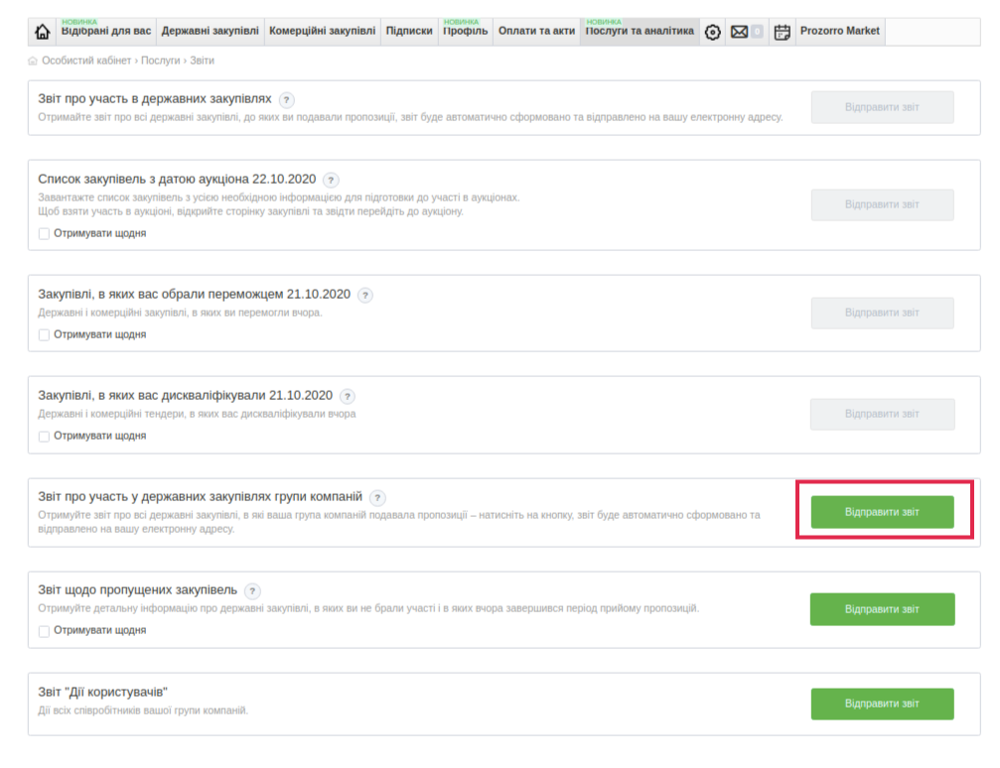 НОВИНКА НОВИНКА НОВИНКА
Відібрані для вас Державні закупівлі Комерційні закупівлі Підписки Профіль Оплати та акти Послуги та аналітика 0 Prozorro Market
Особистий кабінет › Послуги › Звіти
Звіт про участь в державних закупівлях ?
Отримайте звіт про всі державні закупівлі, до яких ви подавали пропозиції, звіт буде автоматично сформовано та відправлено на вашу електронну адресу.
Відправити звіт
Список закупівель з датою аукціона 22.10.2020 ?
Завантажте список закупівель з усією необхідною інформацією для підготовки до участі в аукціонах.
Щоб взяти участь в аукціоні, відкрийте сторінку закупівлі та звідти перейдіть до аукціону.
Отримувати щодня
Відправити звіт
Закупівлі, в яких вас обрали переможцем 21.10.2020 ?
Державні і комерційні закупівлі, в яких ви перемогли вчора.
Отримувати щодня
Відправити звіт
Закупівлі, в яких вас дискваліфікували 21.10.2020 ?
Державні і комерційні тендери, в яких вас дискваліфікували вчора
Отримувати щодня
Відправити звіт
Звіт про участь у державних закупівлях групи компаній ?
Отримуйте звіт про всі державні закупівлі, в які ваша група компаній подавала пропозиції – натисніть на кнопку, звіт буде автоматично сформовано та
відправлено на вашу електронну адресу.
Відправити звіт
Звіт щодо пропущених закупівель ?
Отримуйте детальну інформацію про державні закупівлі, в яких ви не брали участі і в яких вчора завершився період прийому пропозицій.
Отримувати щодня
Відправити звіт
Звіт "Дії користувачів"
Дії всіх співробітників вашої групи компаній.
Відправити звіт